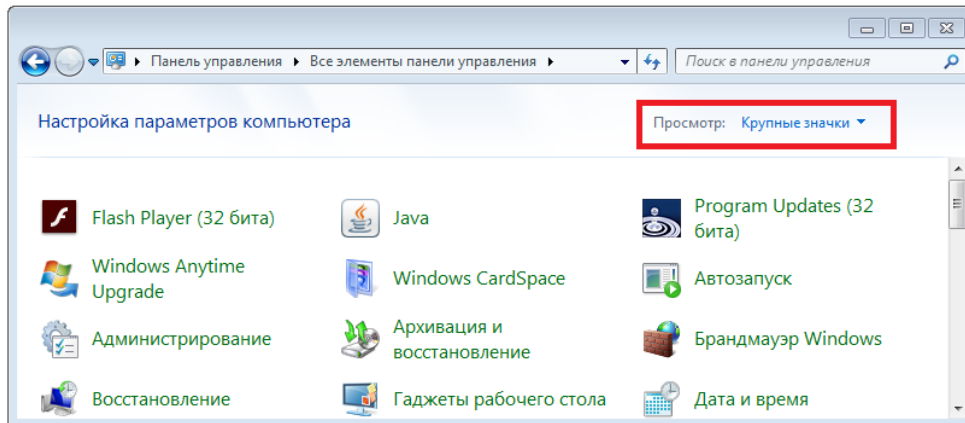 Панель управления Все элементы панели управления Поиск в панели управления
Настройка параметров компьютера Просмотр: Крупные значки
Flash Player (32 бита) Java Program Updates (32
бита)
Windows Anytime
Upgrade
Windows CardSpace Автозапуск
Администрирование Архивация и
восстановление
Брандмауэр Windows
Восстановление Гаджеты рабочего стола Дата и время